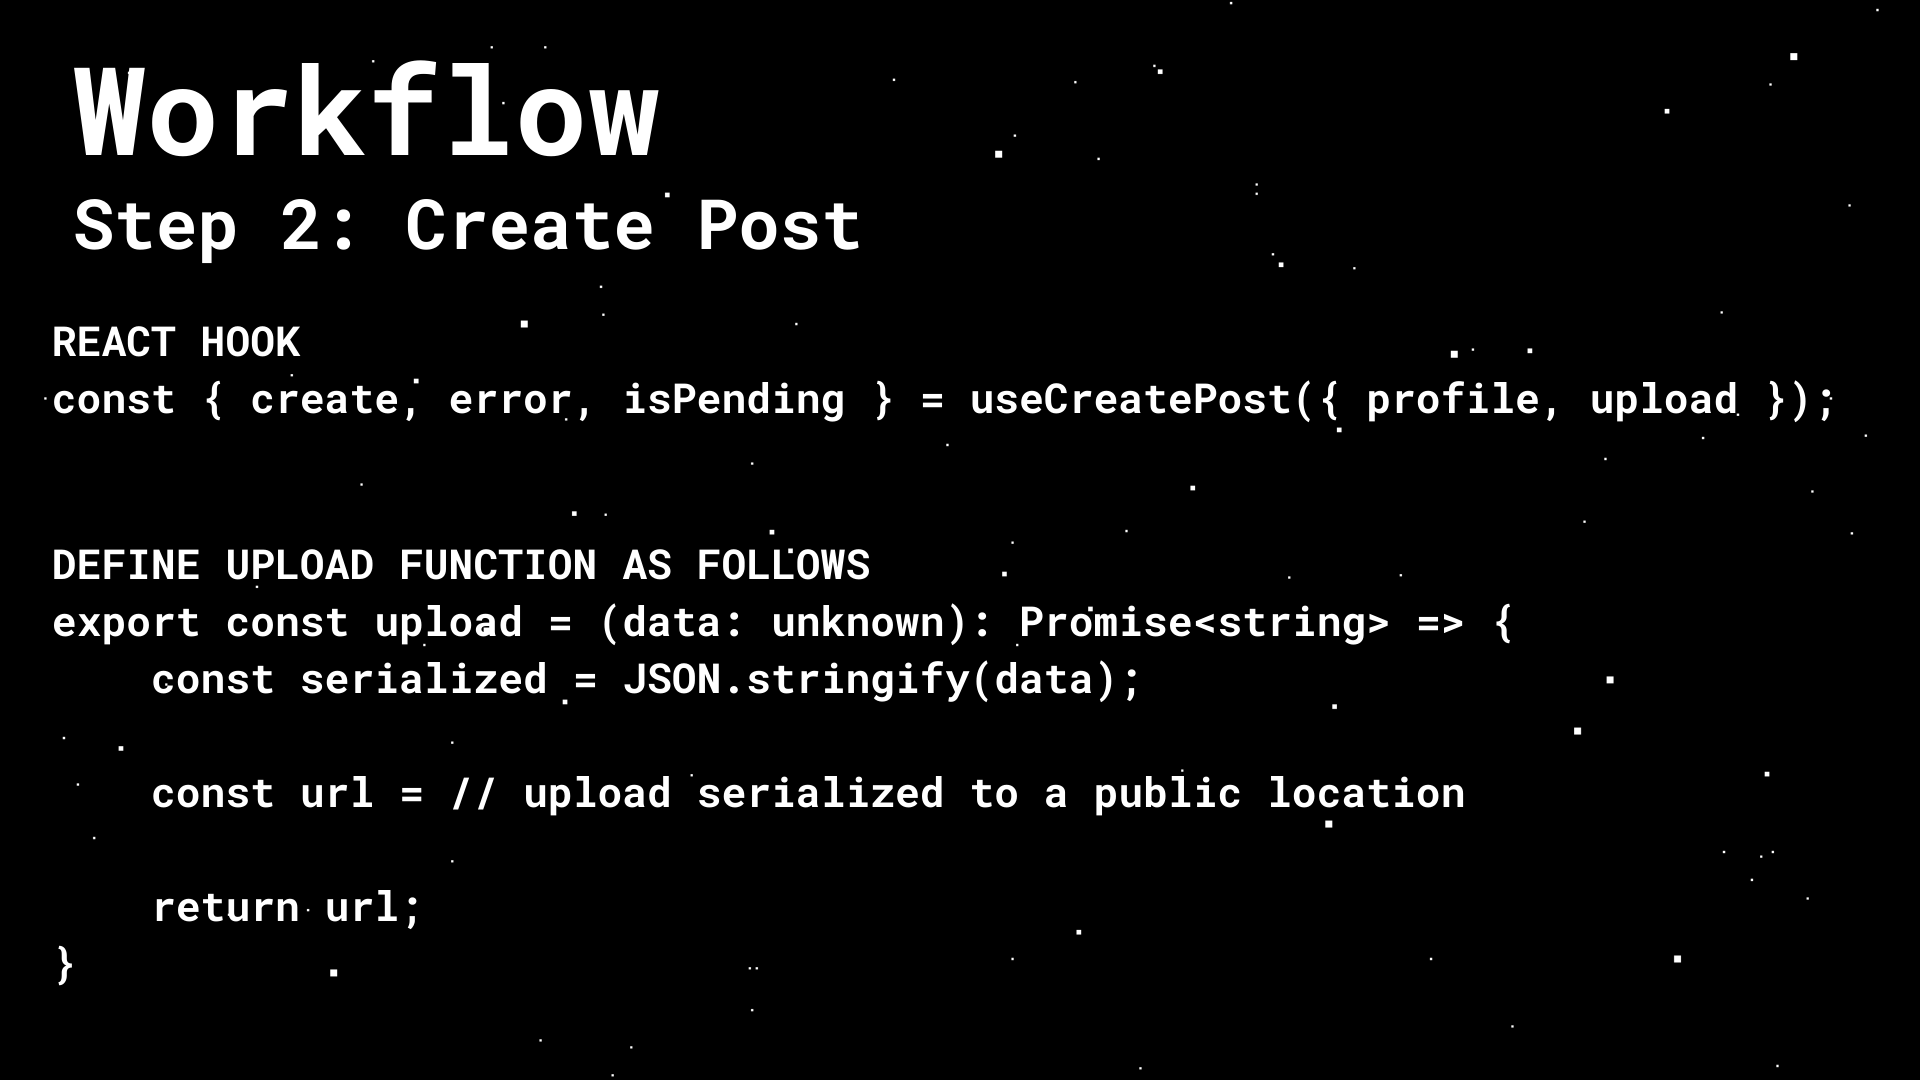 Workflow
Step 2: Create Post
REACT HOOK
const { create, error, isPending } = useCreatePost({ profile, upload });
DEFINE UPLOAD FUNCTION AS FOLLOWS
export const upload = (data: unknown): Promise<string> => {
    const serialized = JSON.stringify(data);
    const url = // upload serialized to a public location
    return url;
}